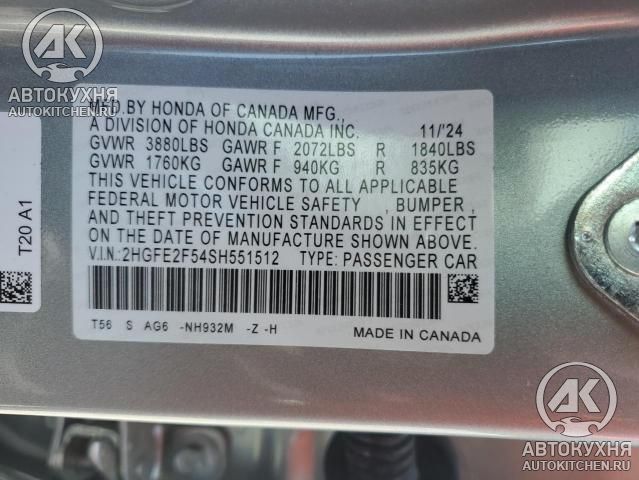 АК
АВТОКУХНЯ
AUTOKITCHEN.RU
MFD.BY HONDA OF CANADA MFG.,
A DIVISION OF HONDA CANADA INC. 11/'24
GVWR 3880LBS GAWR F 2072LBS R 1840LBS
GVWR 1760KG GAWR F 940KG R 835KG
THIS VEHICLE CONFORMS TO ALL APPLICABLE
FEDERAL MOTOR VEHICLE SAFETY , BUMPER,
AND THEFT PREVENTION STANDARDS IN EFFECT
ON THE DATE OF MANUFACTURE SHOWN ABOVE.
V.I.N.:2HGFE2F54SH551512 TYPE: PASSENGER CAR
T56 S AG6 -NH932M -Z -H
MADE IN CANADA
T20 A1
АК
АВТОКУХНЯ
AUTOKITCHEN.RU